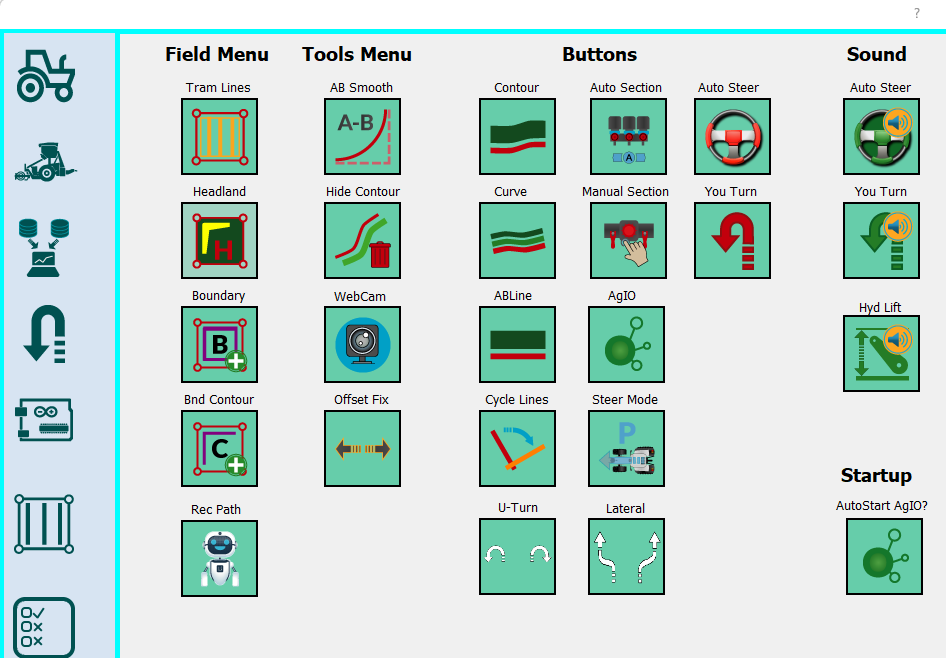 ?
Field Menu Tools Menu Buttons Sound
Tram Lines AB Smooth Contour Auto Section Auto Steer Auto Steer
A-B
A
Headland Hide Contour Curve Manual Section You Turn You Turn
H
Boundary WebCam ABLine AgIO
Hyd Lift
B
Bnd Contour Offset Fix Cycle Lines Steer Mode
P
C
Startup
Rec Path U-Turn Lateral AutoStart AgIO?